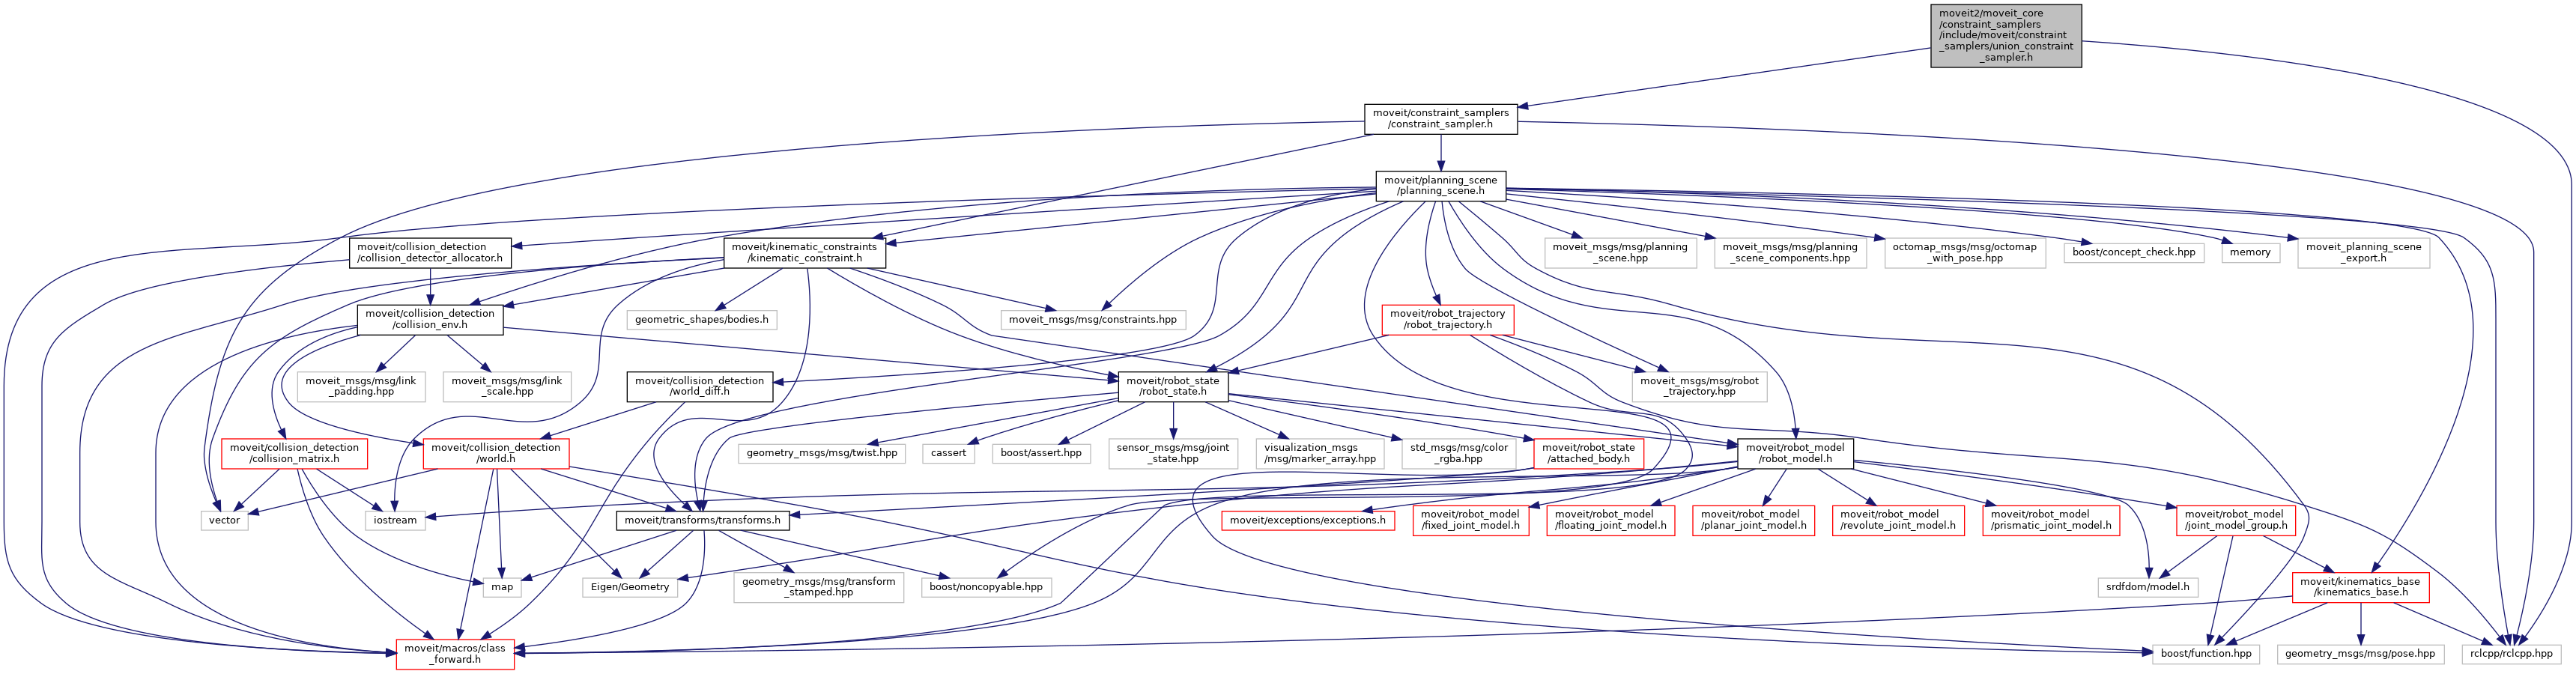 moveit2/moveit_core
/constraint_samplers
/include/moveit/constraint
_samplers/union_constraint
_sampler.h
moveit/constraint_samplers
/constraint_sampler.h
moveit/planning_scene
/planning_scene.h
moveit/collision_detection
/collision_detector_allocator.h
moveit/kinematic_constraints
/kinematic_constraint.h
moveit_msgs/msg/planning
_scene.hpp
moveit_msgs/msg/planning
_scene_components.hpp
octomap_msgs/msg/octomap
_with_pose.hpp
boost/concept_check.hpp
memory
moveit_planning_scene
_export.h
moveit/collision_detection
/collision_env.h
geometric_shapes/bodies.h
moveit_msgs/msg/constraints.hpp
moveit/robot_trajectory
/robot_trajectory.h
moveit_msgs/msg/link
_padding.hpp
moveit_msgs/msg/link
_scale.hpp
moveit/collision_detection
/world_diff.h
moveit/robot_state
/robot_state.h
moveit_msgs/msg/robot
_trajectory.hpp
moveit/collision_detection
/collision_matrix.h
moveit/collision_detection
/world.h
geometry_msgs/msg/twist.hpp
cassert
boost/assert.hpp
sensor_msgs/msg/joint
_state.hpp
visualization_msgs
/msg/marker_array.hpp
std_msgs/msg/color
_rgba.hpp
moveit/robot_state
/attached_body.h
moveit/robot_model
/robot_model.h
vector
iostream
moveit/transforms/transforms.h
moveit/exceptions/exceptions.h
moveit/robot_model
/fixed_joint_model.h
moveit/robot_model
/floating_joint_model.h
moveit/robot_model
/planar_joint_model.h
moveit/robot_model
/revolute_joint_model.h
moveit/robot_model
/prismatic_joint_model.h
moveit/robot_model
/joint_model_group.h
map
Eigen/Geometry
geometry_msgs/msg/transform
_stamped.hpp
boost/noncopyable.hpp
srdfdom/model.h
moveit/kinematics_base
/kinematics_base.h
moveit/macros/class
_forward.h
boost/function.hpp
geometry_msgs/msg/pose.hpp
rclcpp/rclcpp.hpp